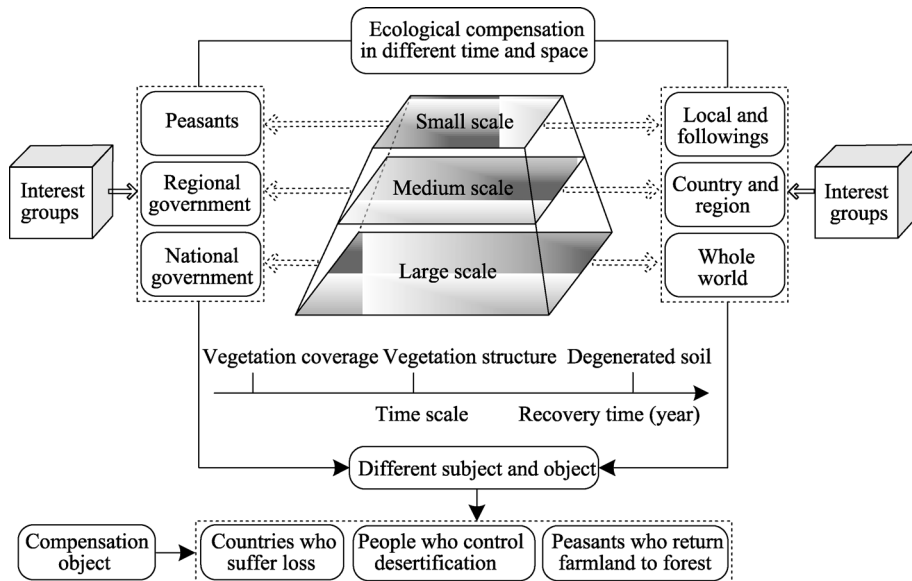 Ecological compensation
in different time and space
Peasants
Small scale
Local and
followings
Interest
groups
Regional
government
Medium scale
Country and
region
Interest
groups
National
government
Large scale
Whole
world
Vegetation coverage
Vegetation structure
Degenerated soil
Time scale
Recovery time (year)
Different subject and object
Compensation
object
Countries who
suffer loss
People who control
desertification
Peasants who return
farmland to forest